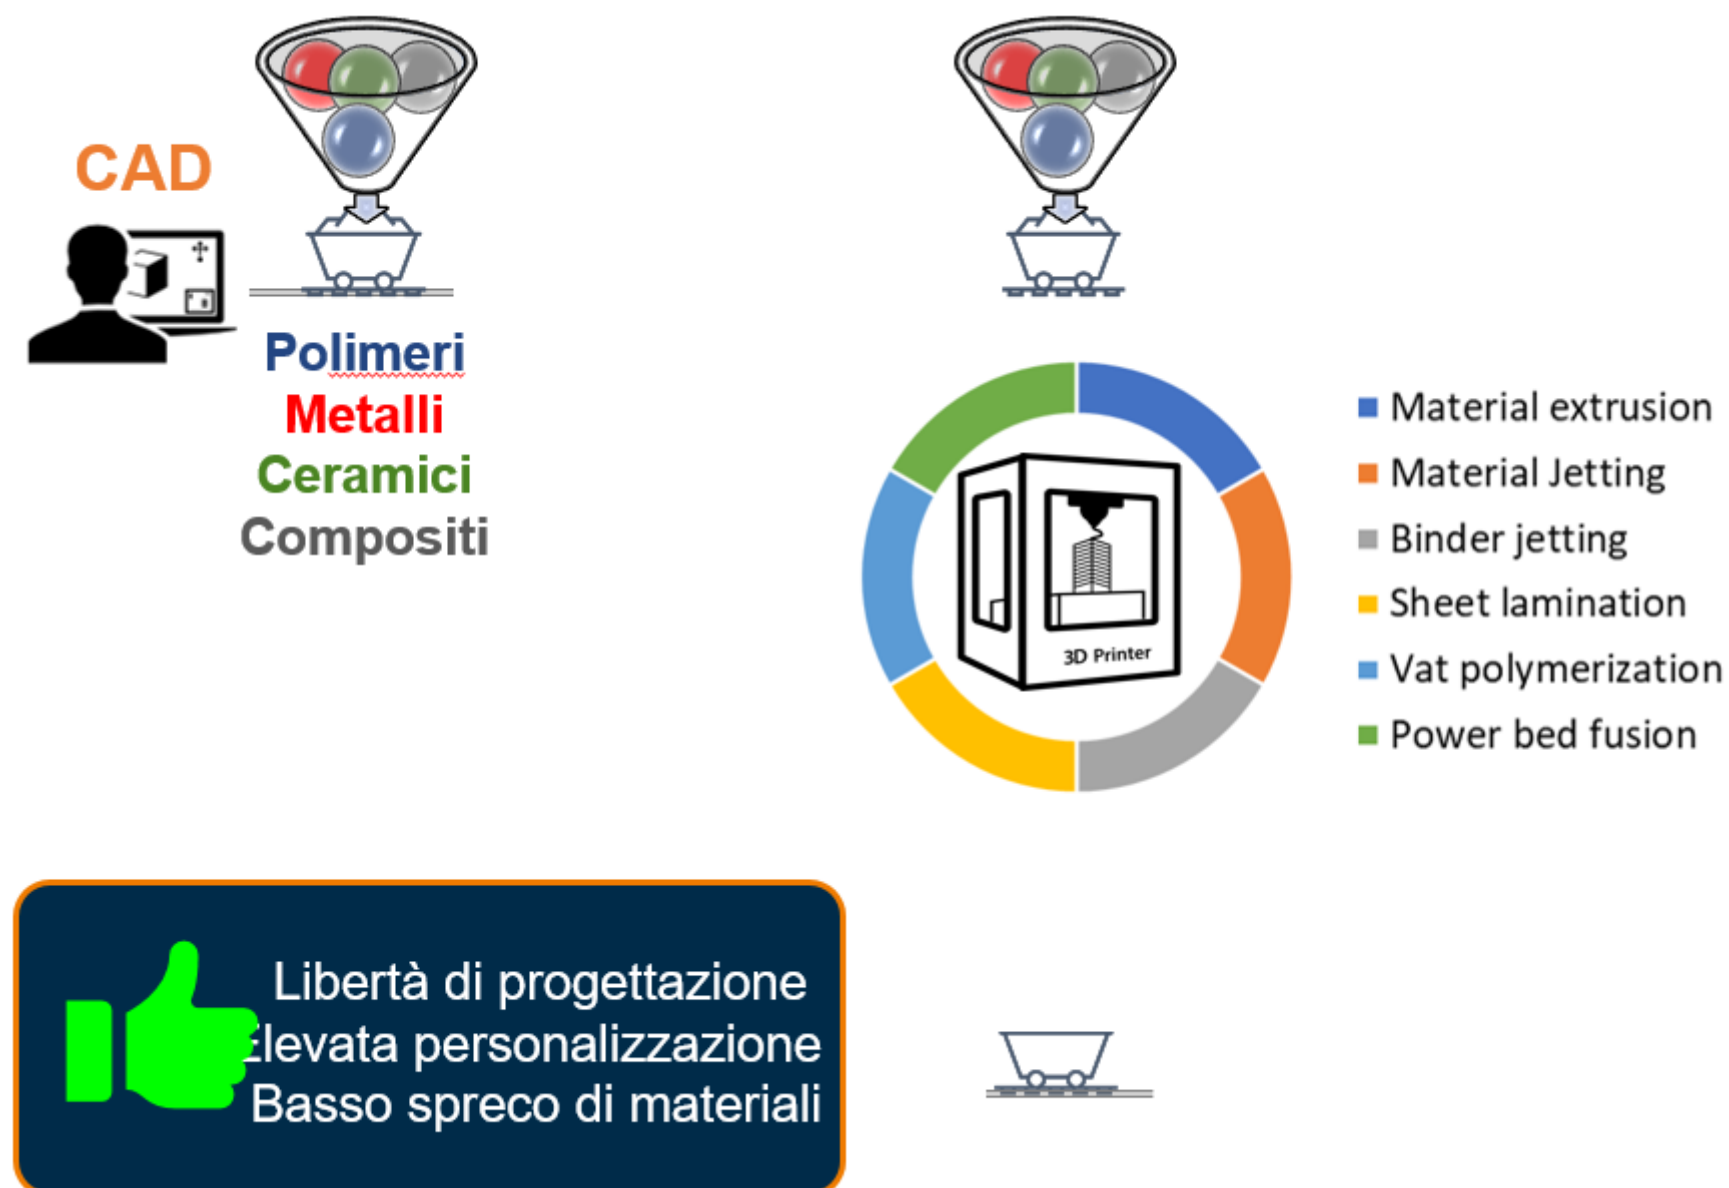 CAD
Polimeri
Metalli
Ceramici
Compositi
3D Printer
Material extrusion
Material Jetting
Binder jetting
Sheet lamination
Vat polymerization
Power bed fusion
Libertà di progettazione
Elevata personalizzazione
Basso spreco di materiali